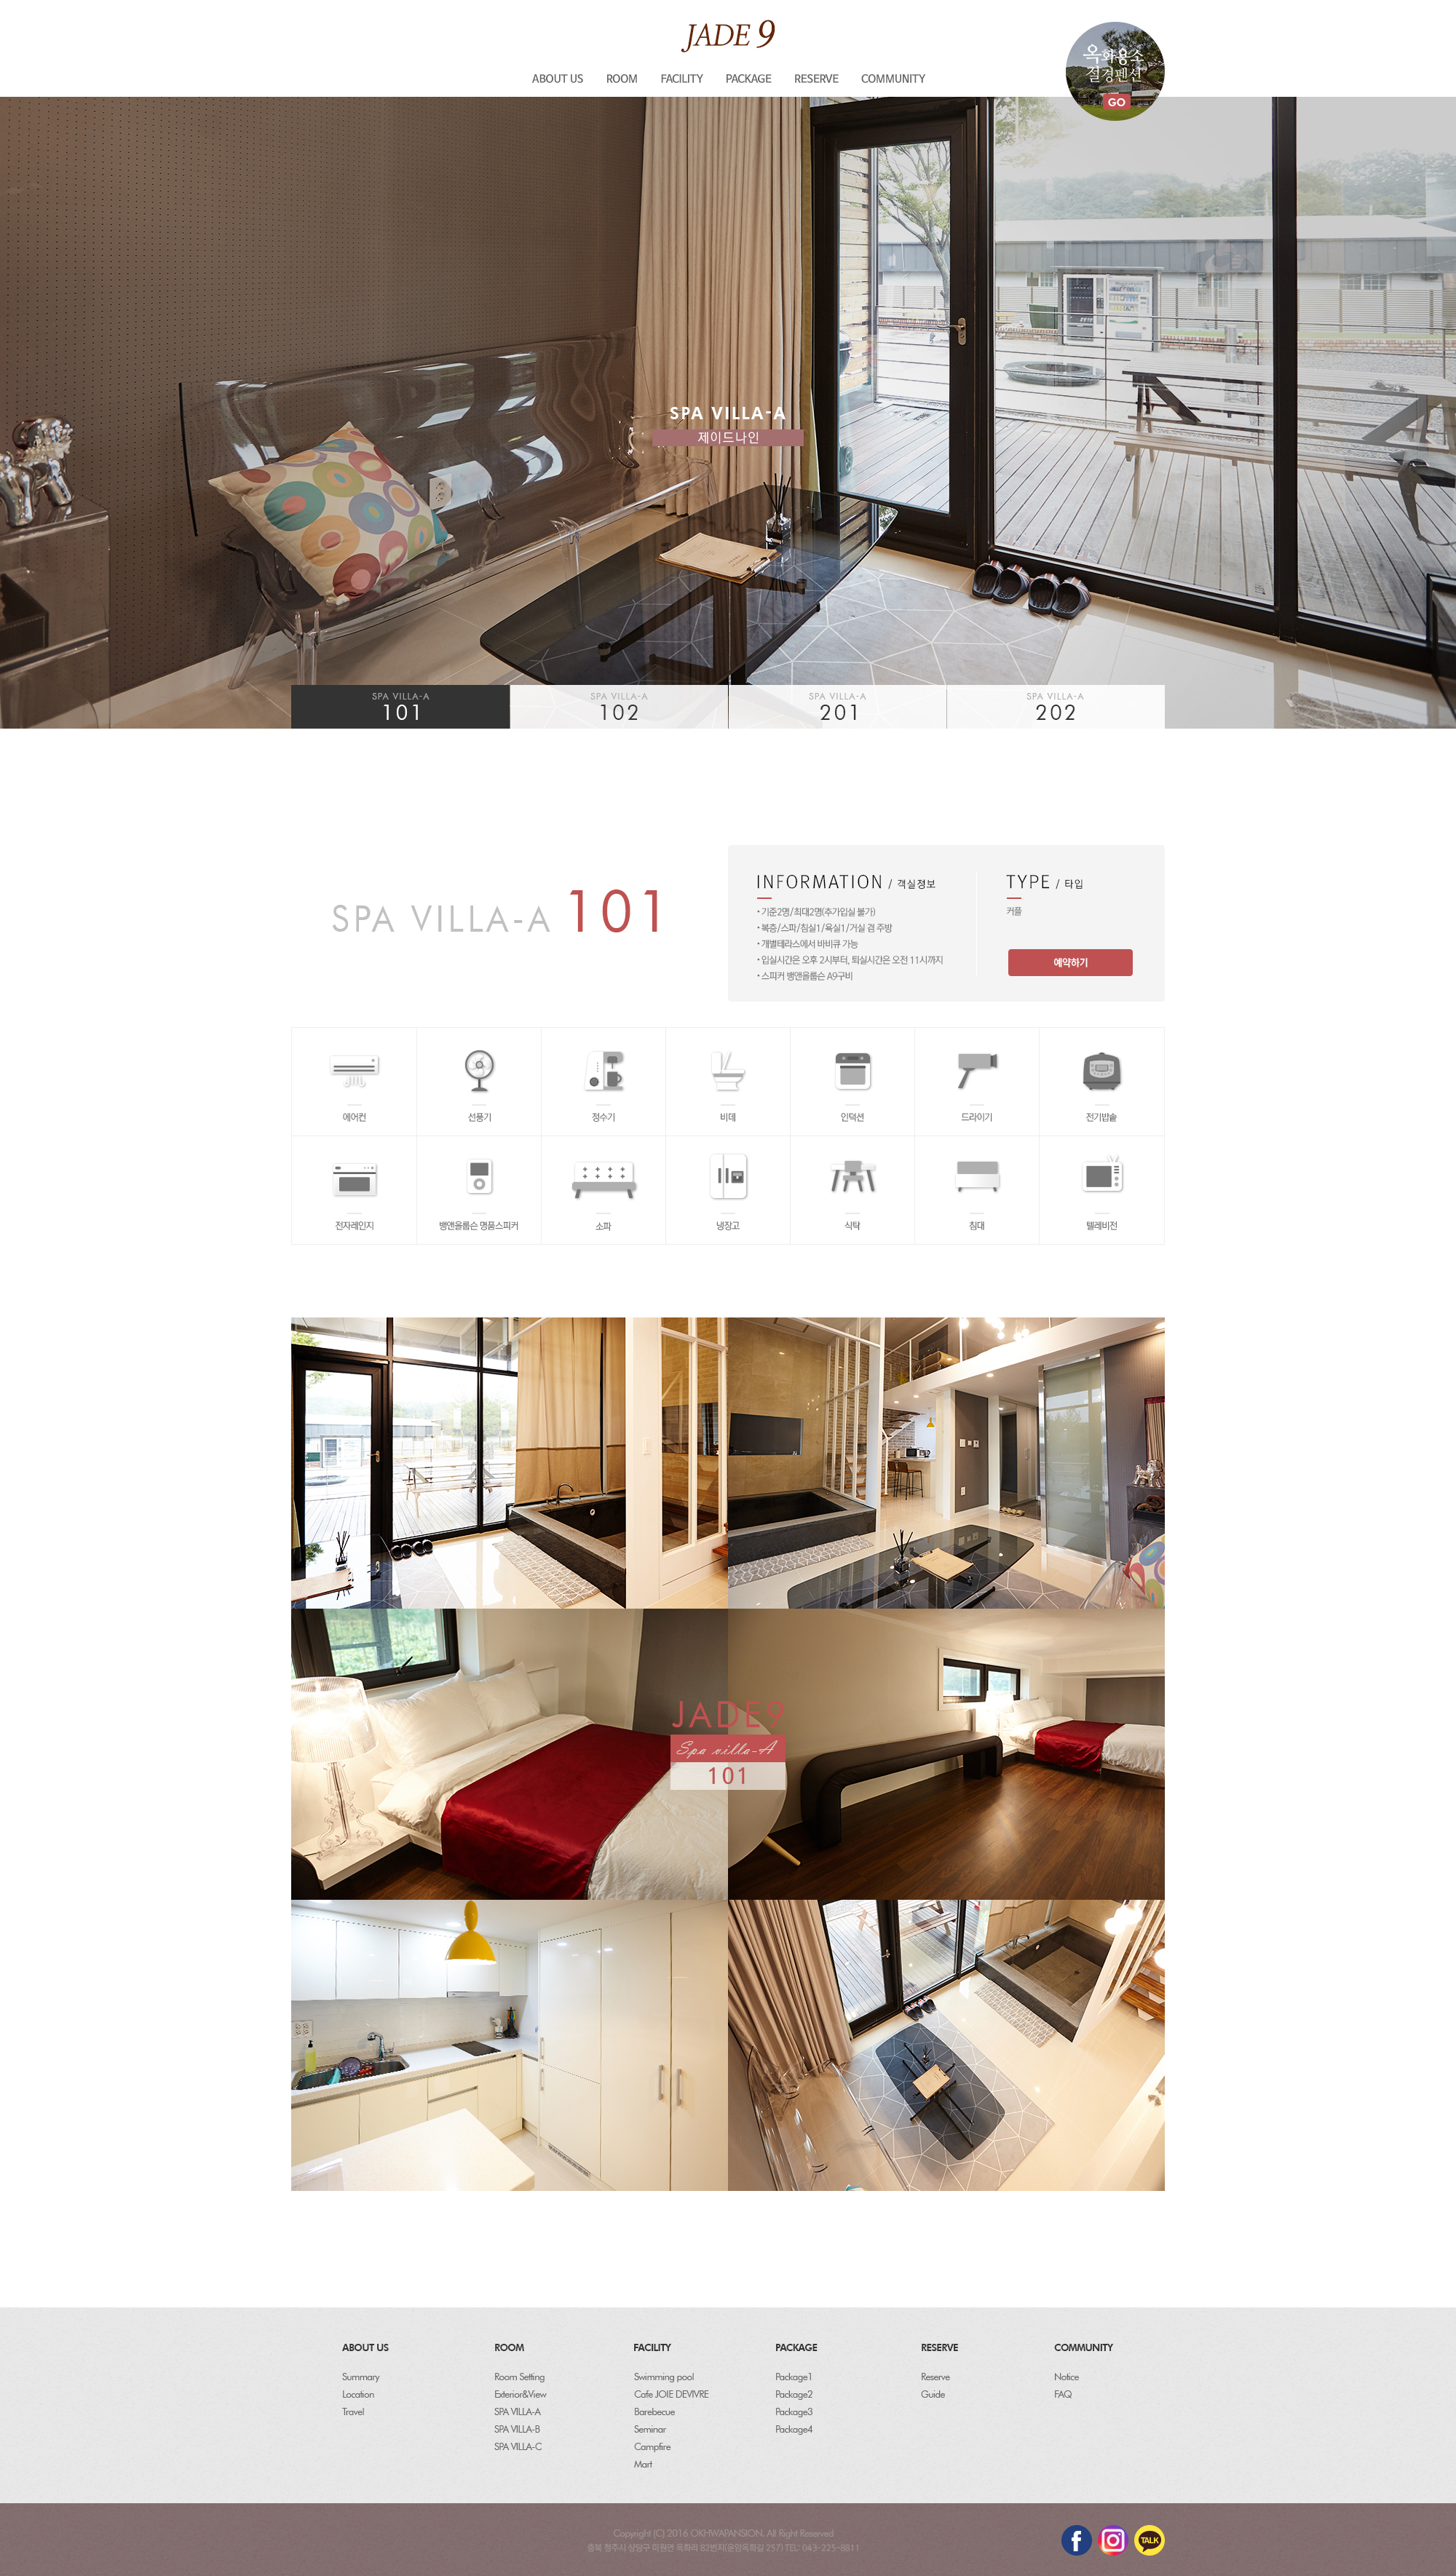 JADE 9
ABOUT US ROOM FACILITY PACKAGE RESERVE COMMUNITY
옥화용소
절경펜션
GO
SPA VILLA-A
제이드나인
SPA VILLA-A
101
SPA VILLA-A
102
SPA VILLA-A
201
SPA VILLA-A
202
SPA VILLA-A 101
INFORMATION / 객실정보
• 기준2명/최대2명(추가입실 불가)
• 복층/스파/침실1/욕실1/거실 겸 주방
• 개별테라스에서 바비큐 가능
• 입실시간은 오후 2시부터, 퇴실시간은 오전 11시까지
• 스피커 뱅앤올룹슨 A9구비
TYPE / 타입
커플
예약하기
에어컨 선풍기 정수기 비데 인덕션 드라이기 전기밥솥
전자레인지 뱅앤올룹슨 명품스피커 소파 냉장고 식탁 침대 텔레비전
JADE9
Spa villa-A
101
ABOUT US
Summary
Location
Travel
ROOM
Room Setting
Exterior&View
SPA VILLA-A
SPA VILLA-B
SPA VILLA-C
FACILITY
Swimming pool
Cafe JOIE DEVIVRE
Barebecue
Seminar
Campfire
Mart
PACKAGE
Package1
Package2
Package3
Package4
RESERVE
Reserve
Guide
COMMUNITY
Notice
FAQ
Copyright (C) 2016 OKHWAPANSION. All Right Reserved
충북 청주시 상당구 미원면 옥화리 82번지(운암옥화길 257) TEL: 043-225-8811
TALK